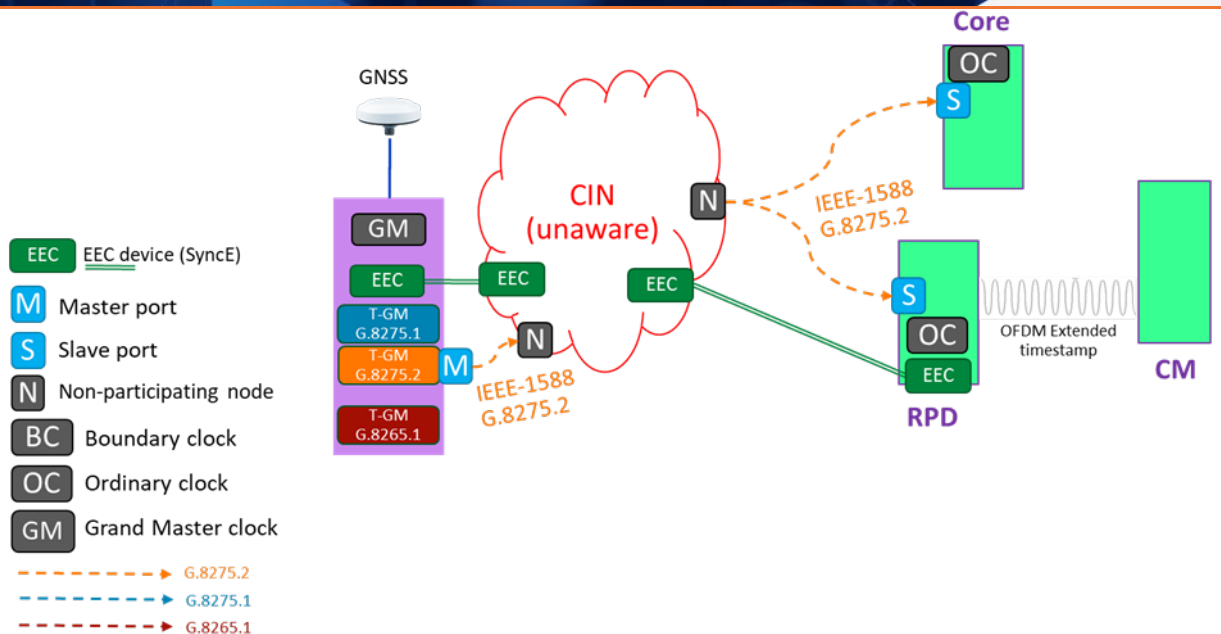 Core
OC
S
GNSS
CIN
(unaware)
N
IEEE-1588
G.8275.2
GM
EEC
EEC
EEC
T-GM
G.8275.1
T-GM
G.8275.2
M
N
IEEE-1588
G.8275.2
T-GM
G.8265.1
S
OC
EEC
RPD
OFDM Extended
timestamp
CM
EEC EEC device (SyncE)
M Master port
S Slave port
N Non-participating node
BC Boundary clock
OC Ordinary clock
GM Grand Master clock
G.8275.2
G.8275.1
G.8265.1